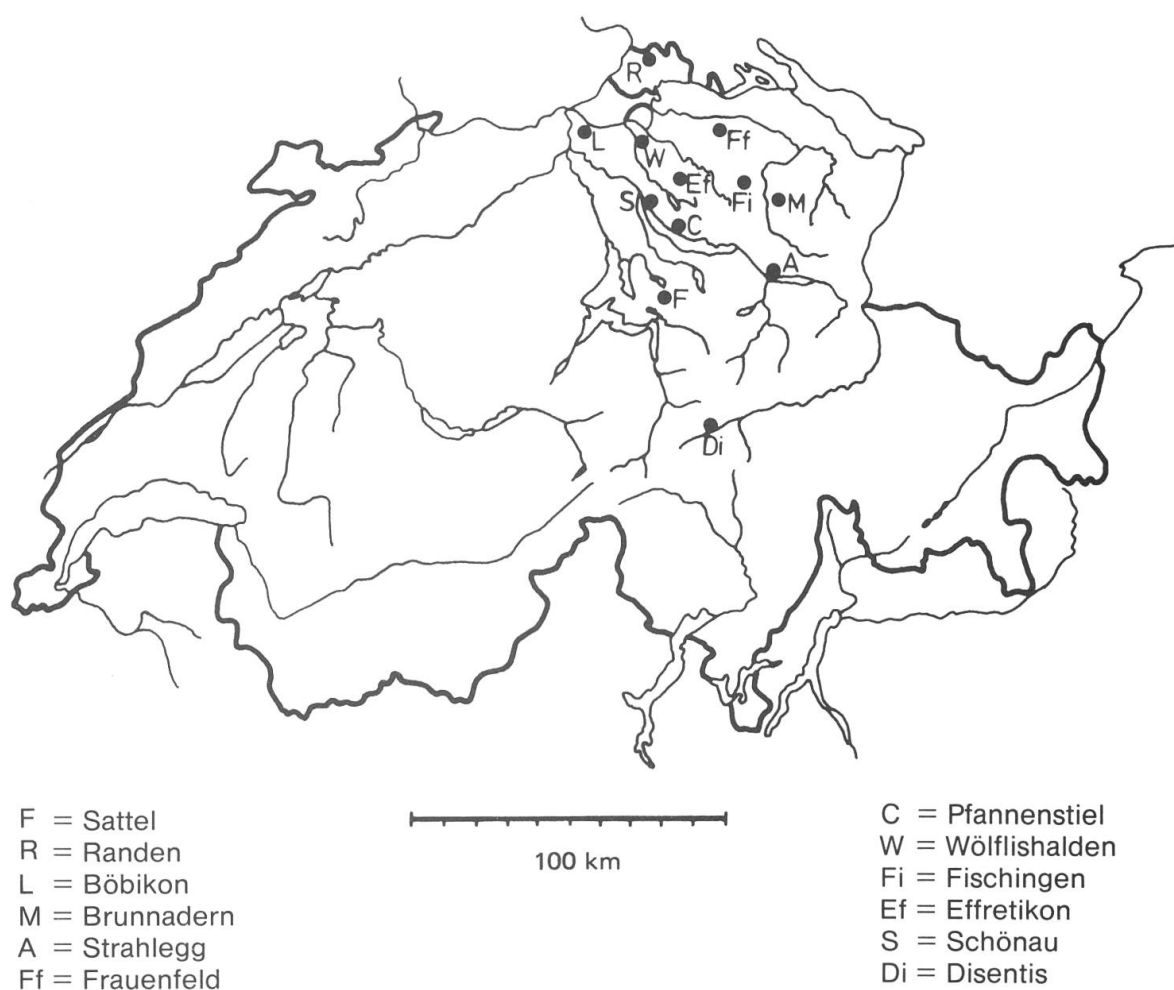 R
L
W
Ff
Ef
Fi
M
S
C
A
F
Di
F = Sattel
R = Randen
L = Böbikon
M = Brunnadern
A = Strahlegg
Ff = Frauenfeld
100 km
C = Pfannenstiel
W = Wölflishalden
Fi = Fischingen
Ef = Effretikon
S = Schönau
Di = Disentis